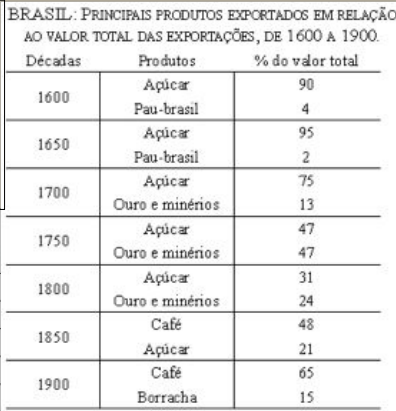 BRASIL: PRINCIPAIS PRODUTOS EXPORTADOS EM RELAÇÃO
AO VALOR TOTAL DAS EXPORTAÇÕES, DE 1600 A 1900.
Décadas Produtos % do valor total
1600 Açúcar 90
Pau-brasil 4
1650 Açúcar 95
Pau-brasil 2
1700 Açúcar 75
Ouro e minérios 13
1750 Açúcar 47
Ouro e minérios 47
1800 Açúcar 31
Ouro e minérios 24
1850 Café 48
Açúcar 21
1900 Café 65
Borracha 15